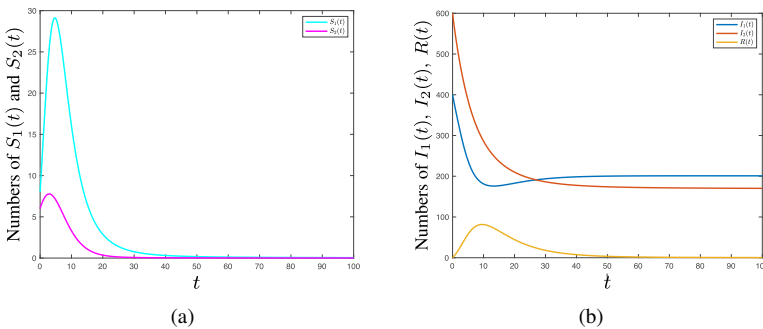 Numbers of S₁(t) and S₂(t)
30
25
20
15
10
5
0
0 10 20 30 40 50 60 70 80 90 100
t
S₁(t)
S₂(t)
(a)
Numbers of I₁(t), I₂(t), R(t)
600
500
400
300
200
100
0
0 10 20 30 40 50 60 70 80 90 100
t
I₁(t)
I₂(t)
R(t)
(b)